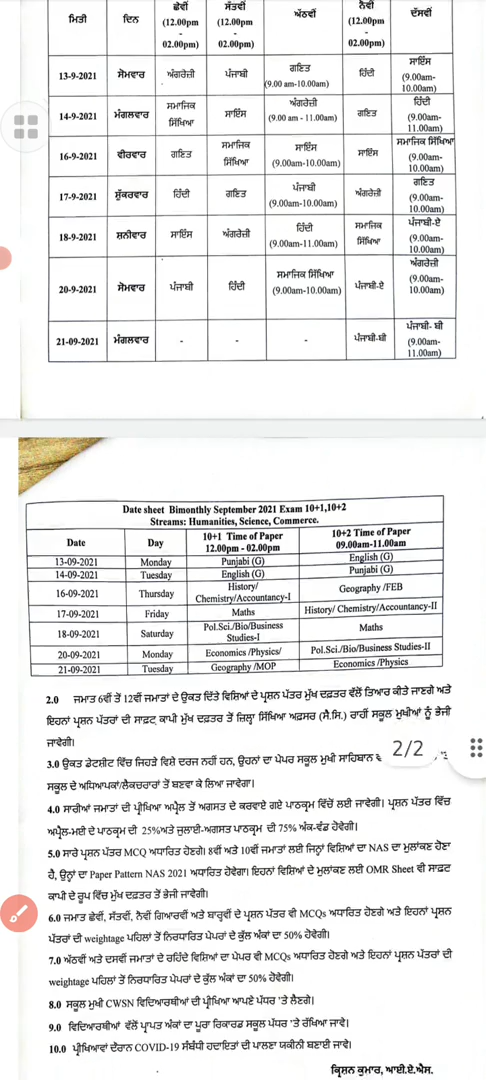 ਮਿਤੀ ਦਿਨ ਛੇਵੀਂ (12.00pm - 02.00pm) ਸੱਤਵੀਂ (12.00pm - 02.00pm) ਅੱਠਵੀਂ ਨੌਵੀਂ (12.00pm - 02.00pm) ਦੱਸਵੀਂ
13-9-2021 ਸੋਮਵਾਰ ਅੰਗਰੇਜ਼ੀ ਪੰਜਾਬੀ ਗਣਿਤ (9.00 am-10.00am) ਹਿੰਦੀ ਸਾਇੰਸ (9.00am-10.00am)
14-9-2021 ਮੰਗਲਵਾਰ ਸਮਾਜਿਕ ਸਿੱਖਿਆ ਸਾਇੰਸ ਅੰਗਰੇਜ਼ੀ (9.00 am - 11.00am) ਗਣਿਤ ਹਿੰਦੀ (9.00am-11.00am)
16-9-2021 ਵੀਰਵਾਰ ਗਣਿਤ ਸਮਾਜਿਕ ਸਿੱਖਿਆ ਸਾਇੰਸ (9.00am-10.00am) ਸਾਇੰਸ ਸਮਾਜਿਕ ਸਿੱਖਿਆ (9.00am-10.00am)
17-9-2021 ਸ਼ੁੱਕਰਵਾਰ ਹਿੰਦੀ ਗਣਿਤ ਪੰਜਾਬੀ (9.00am-10.00am) ਅੰਗਰੇਜ਼ੀ ਗਣਿਤ (9.00am-10.00am)
18-9-2021 ਸ਼ਨੀਵਾਰ ਸਾਇੰਸ ਅੰਗਰੇਜ਼ੀ ਹਿੰਦੀ (9.00am-11.00am) ਸਮਾਜਿਕ ਸਿੱਖਿਆ ਪੰਜਾਬੀ-ਏ (9.00am-10.00am)
20-9-2021 ਸੋਮਵਾਰ ਪੰਜਾਬੀ ਹਿੰਦੀ ਸਮਾਜਿਕ ਸਿੱਖਿਆ (9.00am-10.00am) ਪੰਜਾਬੀ-ਏ ਅੰਗਰੇਜ਼ੀ (9.00am-10.00am)
21-09-2021 ਮੰਗਲਵਾਰ - - - ਪੰਜਾਬੀ-ਬੀ ਪੰਜਾਬੀ- ਬੀ (9.00am-11.00am)
Date sheet Bimonthly September 2021 Exam 10+1,10+2
Streams: Humanities, Science, Commerce.
Date Day 10+1 Time of Paper 12.00pm - 02.00pm 10+2 Time of Paper 09.00am-11.00am
13-09-2021 Monday Punjabi (G) English (G)
14-09-2021 Tuesday English (G) Punjabi (G)
16-09-2021 Thursday History/ Chemistry/Accountancy-I Geography /FEB
17-09-2021 Friday Maths History/ Chemistry/Accountancy-II
18-09-2021 Saturday Pol.Sci./Bio/Business Studies-I Maths
20-09-2021 Monday Economics /Physics/ Pol.Sci./Bio/Business Studies-II
21-09-2021 Tuesday Geography /MOP Economics /Physics
2.0 ਜਮਾਤ 6ਵੀਂ ਤੋਂ 12ਵੀਂ ਜਮਾਤਾਂ ਦੇ ਉਕਤ ਦਿੱਤੇ ਵਿਸ਼ਿਆਂ ਦੇ ਪ੍ਰਸ਼ਨ ਪੱਤਰ ਮੁੱਖ ਦਫ਼ਤਰ ਵੱਲੋਂ ਤਿਆਰ ਕੀਤੇ ਜਾਣਗੇ ਅਤੇ
ਇਹਨਾਂ ਪ੍ਰਸ਼ਨ ਪੱਤਰਾਂ ਦੀ ਸਾਫ਼ਟ ਕਾਪੀ ਮੁੱਖ ਦਫ਼ਤਰ ਤੋਂ ਜ਼ਿਲ੍ਹਾ ਸਿੱਖਿਆ ਅਫ਼ਸਰ (ਸੈ.ਸਿ.) ਰਾਹੀਂ ਸਕੂਲ ਮੁਖੀਆਂ ਨੂੰ ਭੇਜੀ
ਜਾਵੇਗੀ।
3.0 ਉਕਤ ਡੇਟਸ਼ੀਟ ਵਿੱਚ ਜਿਹੜੇ ਵਿਸ਼ੇ ਦਰਜ ਨਹੀਂ ਹਨ, ਉਹਨਾਂ ਦਾ ਪੇਪਰ ਸਕੂਲ ਮੁਖੀ ਸਾਹਿਬਾਨ
2/2
ਸਕੂਲ ਦੇ ਅਧਿਆਪਕਾਂ/ਲੈਕਚਰਾਰਾਂ ਤੋਂ ਬਣਵਾ ਕੇ ਲਿਆ ਜਾਵੇਗਾ।
4.0 ਸਾਰੀਆਂ ਜਮਾਤਾਂ ਦੀ ਪ੍ਰੀਖਿਆ ਅਪ੍ਰੈਲ ਤੋਂ ਅਗਸਤ ਦੇ ਕਰਵਾਏ ਗਏ ਪਾਠਕ੍ਰਮ ਵਿੱਚੋਂ ਲਈ ਜਾਵੇਗੀ। ਪ੍ਰਸ਼ਨ ਪੱਤਰ ਵਿੱਚ
ਅਪ੍ਰੈਲ-ਮਈ ਦੇ ਪਾਠਕ੍ਰਮ ਦੀ 25%ਅਤੇ ਜੁਲਾਈ-ਅਗਸਤ ਪਾਠਕ੍ਰਮ ਦੀ 75% ਅੰਕ-ਵੰਡ ਹੋਵੇਗੀ।
5.0 ਸਾਰੇ ਪ੍ਰਸ਼ਨ ਪੱਤਰ MCQ ਅਧਾਰਿਤ ਹੋਣਗੇ। 8ਵੀਂ ਅਤੇ 10ਵੀਂ ਜਮਾਤਾਂ ਲਈ ਜਿਨ੍ਹਾਂ ਵਿਸ਼ਿਆਂ ਦਾ NAS ਦਾ ਮੁਲਾਂਕਣ ਹੋਣਾ
ਹੈ, ਉਨ੍ਹਾਂ ਦਾ Paper Pattern NAS 2021 ਅਧਾਰਿਤ ਹੋਵੇਗਾ। ਇਹਨਾਂ ਵਿਸ਼ਿਆਂ ਦੇ ਮੁਲਾਂਕਣ ਲਈ OMR Sheet ਵੀ ਸਾਫ਼ਟ
ਕਾਪੀ ਦੇ ਰੂਪ ਵਿੱਚ ਮੁੱਖ ਦਫ਼ਤਰ ਤੋਂ ਭੇਜੀ ਜਾਵੇਗੀ।
6.0 ਜਮਾਤ ਛੇਵੀਂ, ਸੱਤਵੀਂ, ਨੌਵੀਂ ਗਿਆਰਵੀਂ ਅਤੇ ਬਾਰ੍ਹਵੀਂ ਦੇ ਪ੍ਰਸ਼ਨ ਪੱਤਰ ਵੀ MCQs ਅਧਾਰਿਤ ਹੋਣਗੇ ਅਤੇ ਇਹਨਾਂ ਪ੍ਰਸ਼ਨ
ਪੱਤਰਾਂ ਦੀ weightage ਪਹਿਲਾਂ ਤੋਂ ਨਿਰਧਾਰਿਤ ਪੇਪਰਾਂ ਦੇ ਕੁੱਲ ਅੰਕਾਂ ਦਾ 50% ਹੋਵੇਗੀ।
7.0 ਅੱਠਵੀਂ ਅਤੇ ਦਸਵੀਂ ਜਮਾਤਾਂ ਦੇ ਰਹਿੰਦੇ ਵਿਸ਼ਿਆਂ ਦਾ ਪੇਪਰ ਵੀ MCQs ਅਧਾਰਿਤ ਹੋਣਗੇ ਅਤੇ ਇਹਨਾਂ ਪ੍ਰਸ਼ਨ ਪੱਤਰਾਂ ਦੀ
weightage ਪਹਿਲਾਂ ਤੋਂ ਨਿਰਧਾਰਿਤ ਪੇਪਰਾਂ ਦੇ ਕੁੱਲ ਅੰਕਾਂ ਦਾ 50% ਹੋਵੇਗੀ।
8.0 ਸਕੂਲ ਮੁਖੀ CWSN ਵਿਦਿਆਰਥੀਆਂ ਦੀ ਪ੍ਰੀਖਿਆ ਆਪਣੇ ਪੱਧਰ 'ਤੇ ਲੈਣਗੇ।
9.0 ਵਿਦਿਆਰਥੀਆਂ ਵੱਲੋਂ ਪ੍ਰਾਪਤ ਅੰਕਾਂ ਦਾ ਪੂਰਾ ਰਿਕਾਰਡ ਸਕੂਲ ਪੱਧਰ 'ਤੇ ਰੱਖਿਆ ਜਾਵੇ।
10.0 ਪ੍ਰੀਖਿਆਵਾਂ ਦੌਰਾਨ COVID-19 ਸੰਬੰਧੀ ਹਦਾਇਤਾਂ ਦੀ ਪਾਲਣਾ ਯਕੀਨੀ ਬਣਾਈ ਜਾਵੇ।
ਕ੍ਰਿਸ਼ਨ ਕੁਮਾਰ, ਆਈ.ਏ.ਐਸ.